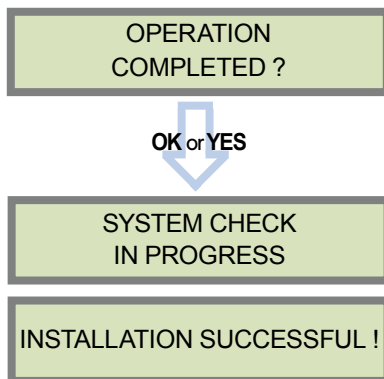 OPERATION
COMPLETED ?
OK or YES
SYSTEM CHECK
IN PROGRESS
INSTALLATION SUCCESSFUL !